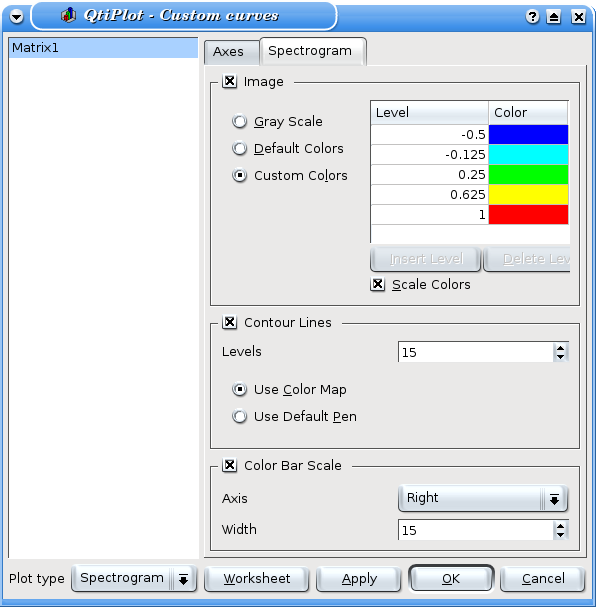 QtiPlot - Custom curves
Matrix1
Axes Spectrogram
Image
Gray Scale
Default Colors
Custom Colors
Level Color
-0.5
-0.125
0.25
0.625
1
Insert Level Delete Lev
Scale Colors
Contour Lines
Levels 15
Use Color Map
Use Default Pen
Color Bar Scale
Axis Right
Width 15
Plot type Spectrogram Worksheet Apply OK Cancel